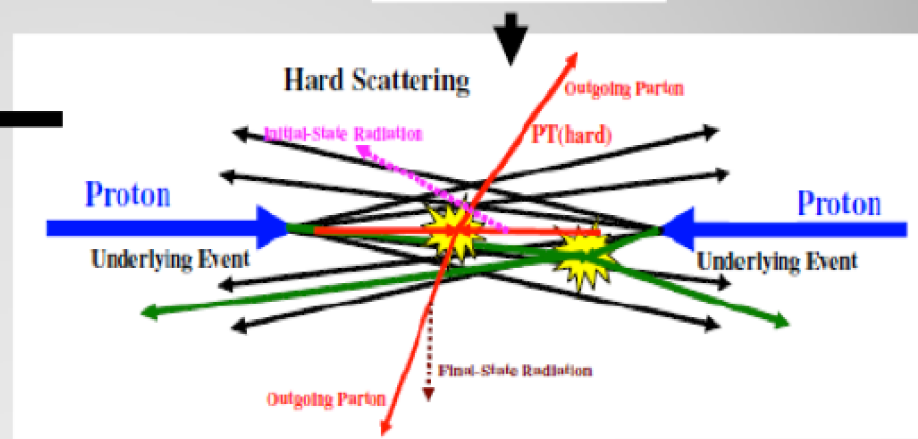 Hard Scattering
Outgoing Parton
Initial-State Radiation
PT(hard)
Proton
Proton
Underlying Event
Underlying Event
Final-State Radiation
Outgoing Parton